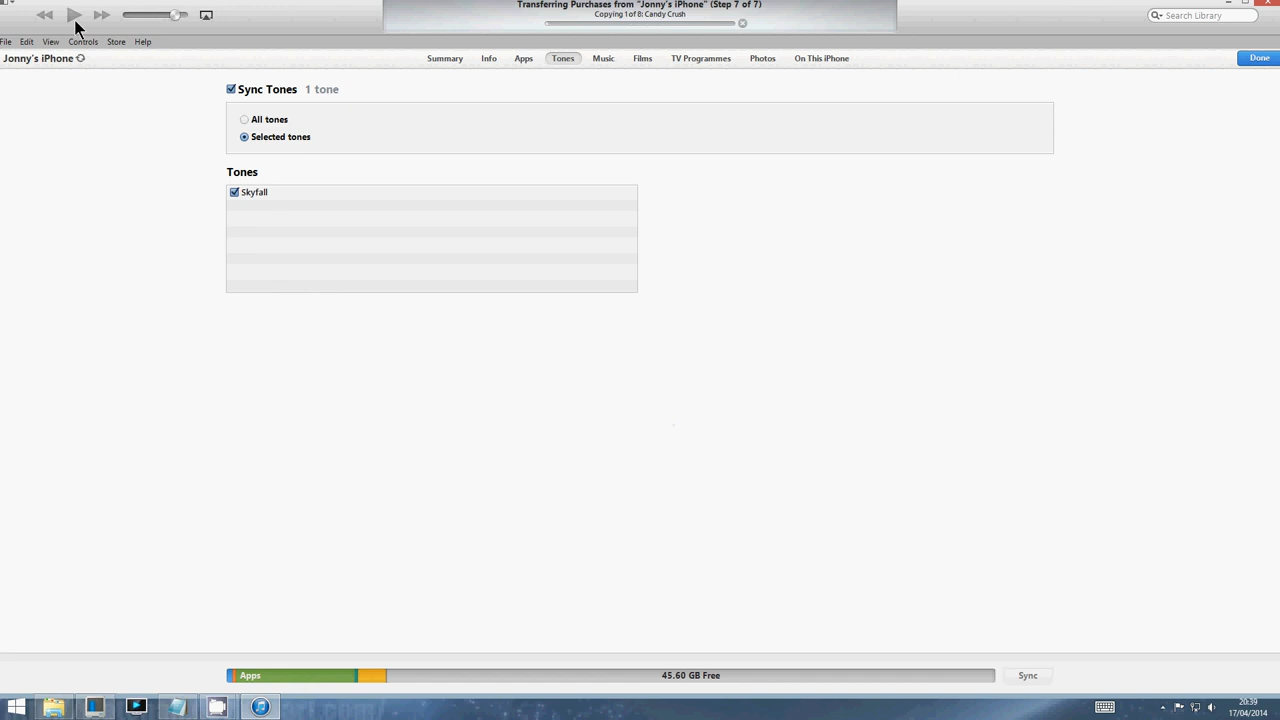 Transferring Purchases from "Jonny's iPhone" (Step 7 of 7)
Copying 1 of 8: Candy Crush
Search Library
File Edit View Controls Store Help
Jonny's iPhone Summary Info Apps Tones Music Films TV Programmes Photos On This iPhone Done
Sync Tones 1 tone
All tones
Selected tones
Tones
Skyfall
Apps 45.60 GB Free Sync
20:39
17/04/2014